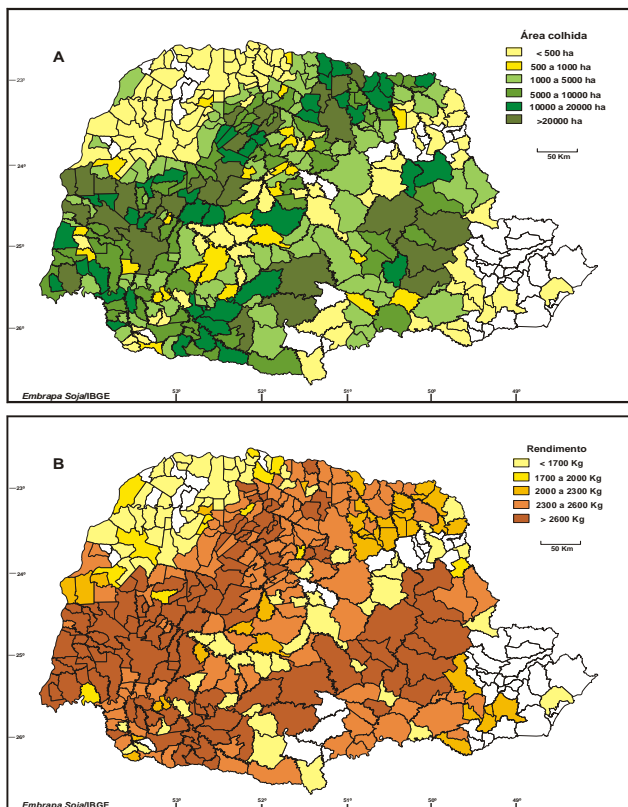 A
Área colhida
< 500 ha
500 a 1000 ha
1000 a 5000 ha
5000 a 10000 ha
10000 a 20000 ha
>20000 ha
50 Km
23º
24º
25º
26º
53º 52º 51º 50º 49º
Embrapa Soja/IBGE
B
Rendimento
< 1700 Kg
1700 a 2000 Kg
2000 a 2300 Kg
2300 a 2600 Kg
> 2600 Kg
50 Km
23º
24º
25º
26º
53º 52º 51º 50º 49º
Embrapa Soja/IBGE